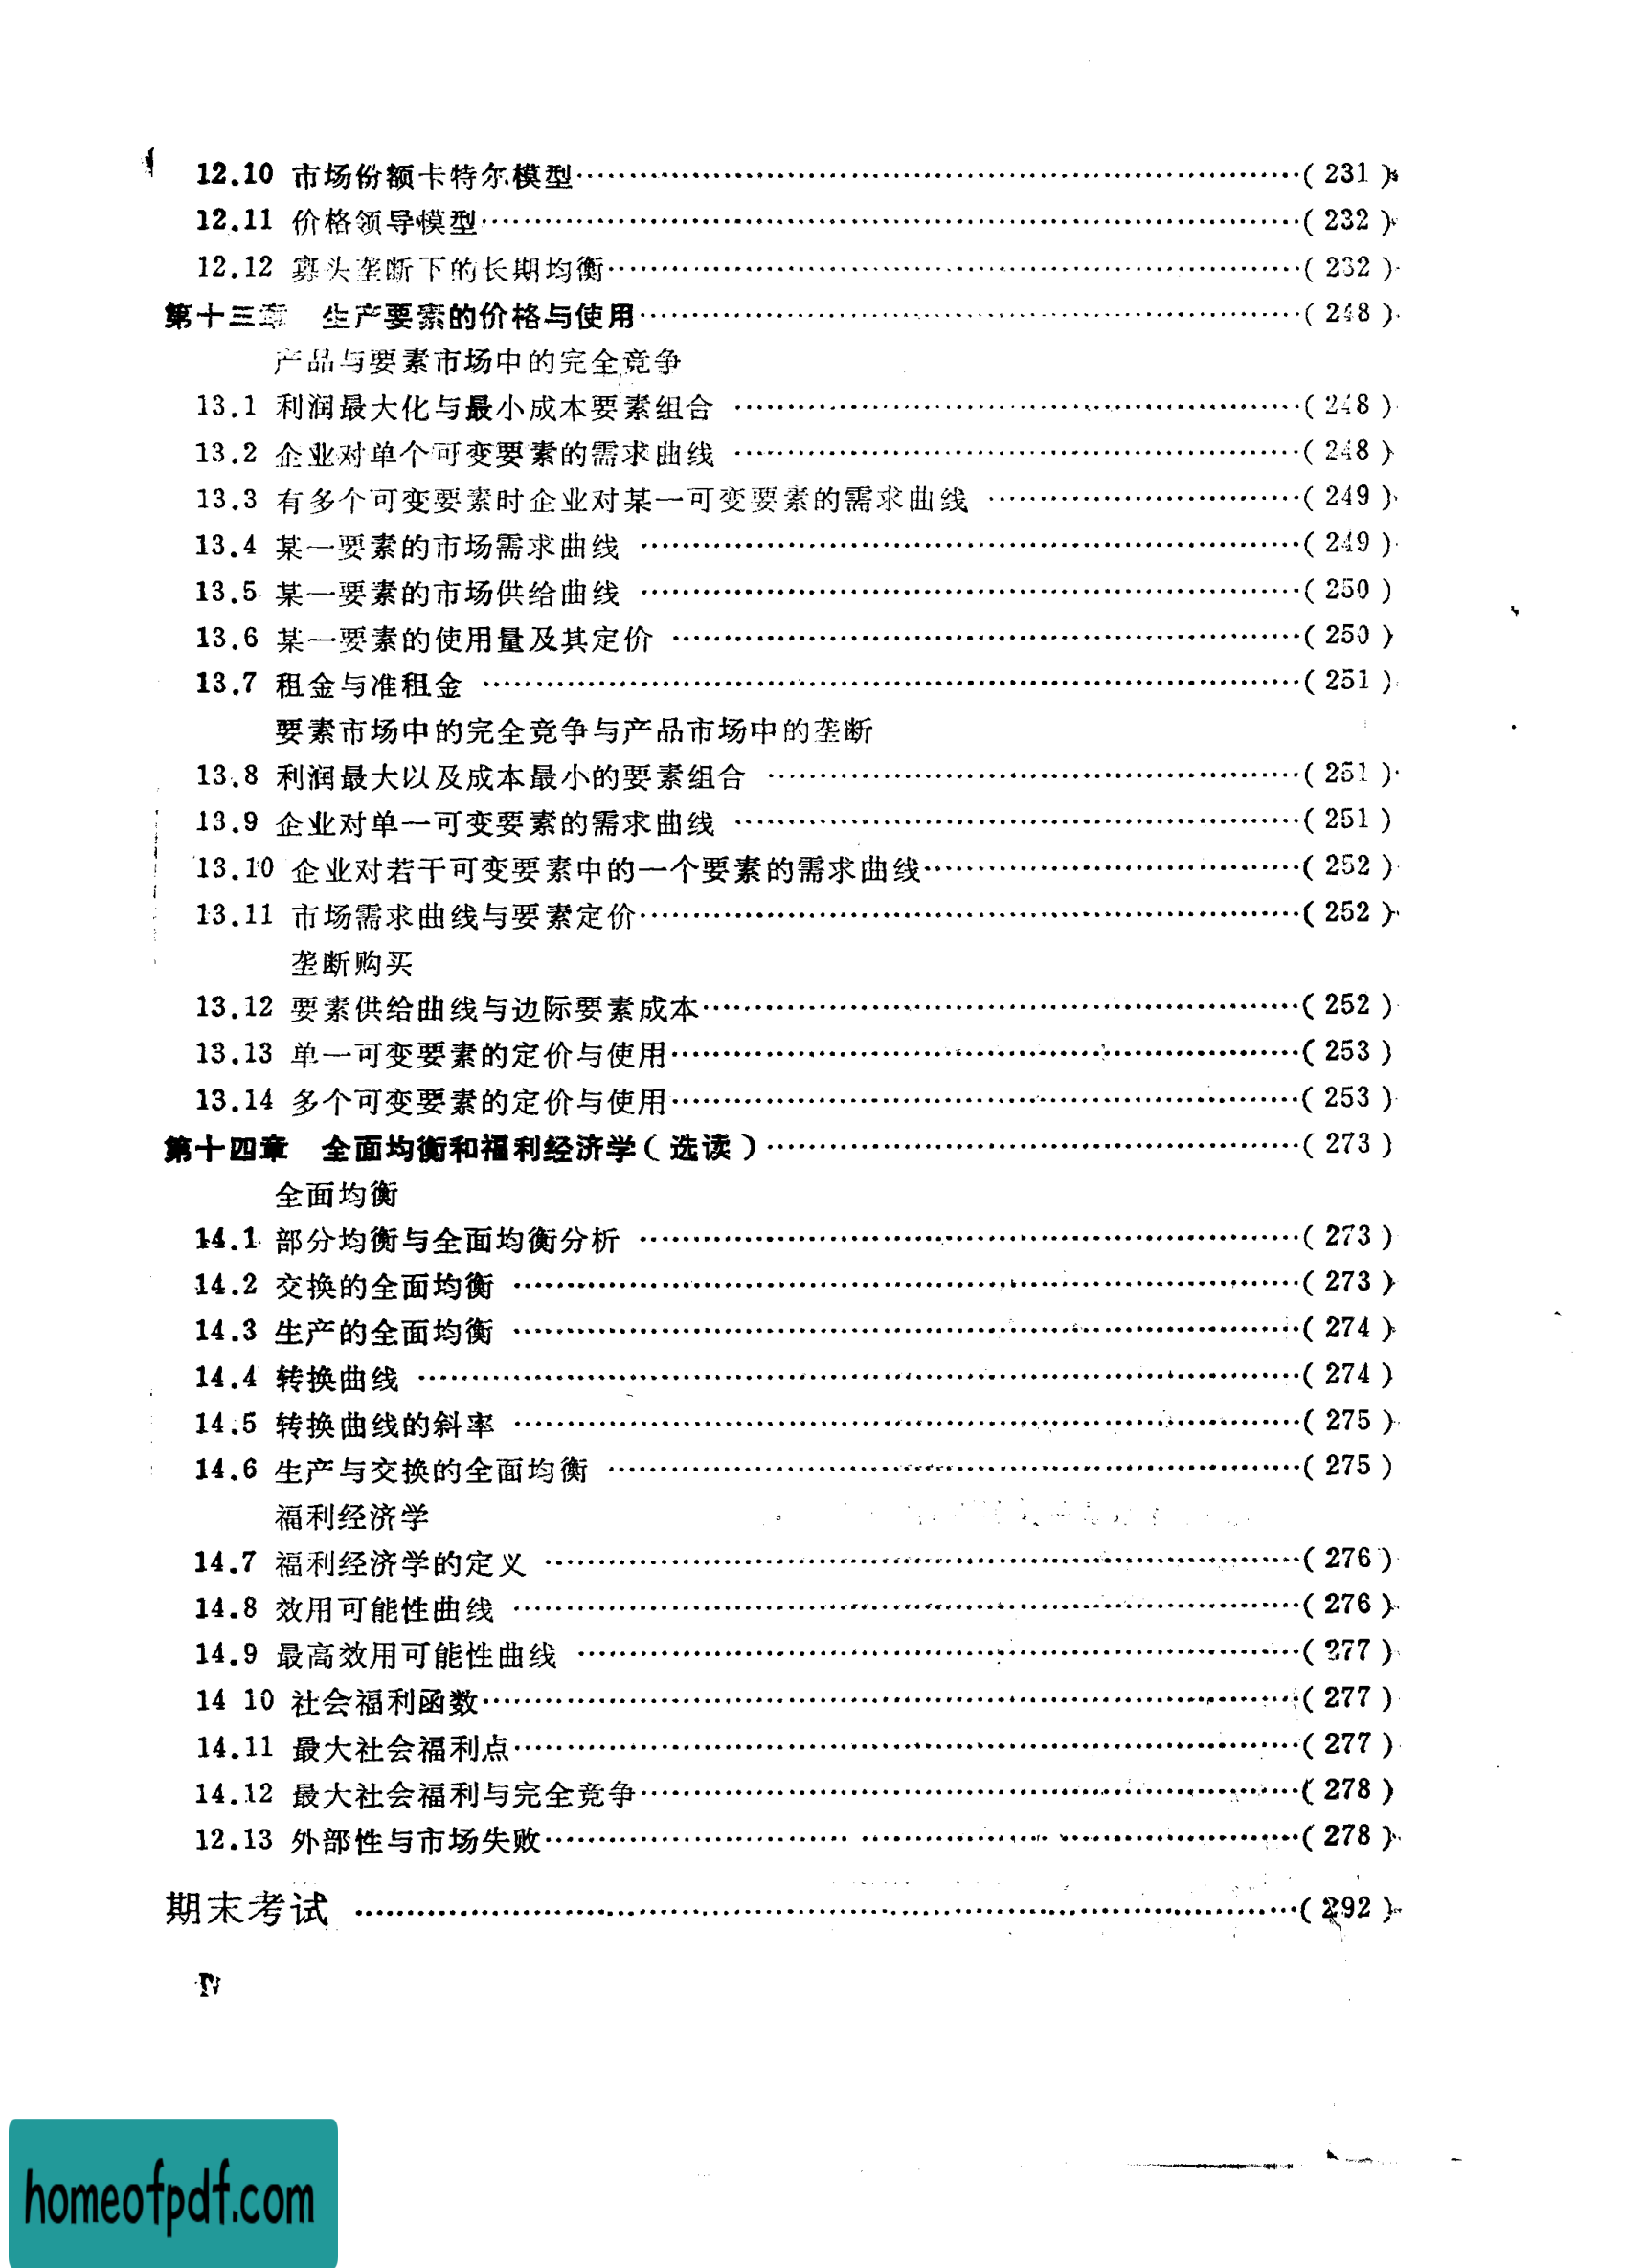 12.10 市场份额卡特尔模型……(231)
12.11 价格领导模型……(232)
12.12 寡头垄断下的长期均衡……(232)
第十三章 生产要素的价格与使用……(248)
产品与要素市场中的完全竞争
13.1 利润最大化与最小成本要素组合……(248)
13.2 企业对单个可变要素的需求曲线……(248)
13.3 有多个可变要素时企业对某一可变要素的需求曲线……(249)
13.4 某一要素的市场需求曲线……(249)
13.5 某一要素的市场供给曲线……(250)
13.6 某一要素的使用量及其定价……(250)
13.7 租金与准租金……(251)
要素市场中的完全竞争与产品市场中的垄断
13.8 利润最大以及成本最小的要素组合……(251)
13.9 企业对单一可变要素的需求曲线……(251)
13.10 企业对若干可变要素中的一个要素的需求曲线……(252)
13.11 市场需求曲线与要素定价……(252)
垄断购买
13.12 要素供给曲线与边际要素成本……(252)
13.13 单一可变要素的定价与使用……(253)
13.14 多个可变要素的定价与使用……(253)
第十四章 全面均衡和福利经济学(选读)……(273)
全面均衡
14.1 部分均衡与全面均衡分析……(273)
14.2 交换的全面均衡……(273)
14.3 生产的全面均衡……(274)
14.4 转换曲线……(274)
14.5 转换曲线的斜率……(275)
14.6 生产与交换的全面均衡……(275)
福利经济学
14.7 福利经济学的定义……(276)
14.8 效用可能性曲线……(276)
14.9 最高效用可能性曲线……(277)
14 10 社会福利函数……(277)
14.11 最大社会福利点……(277)
14.12 最大社会福利与完全竞争……(278)
12.13 外部性与市场失败……(278)
期末考试……(292)
IV
homeofpdf.com